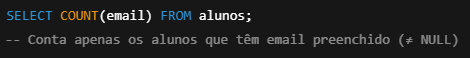 SELECT COUNT(email) FROM alunos;
-- Conta apenas os alunos que têm email preenchido (≠ NULL)